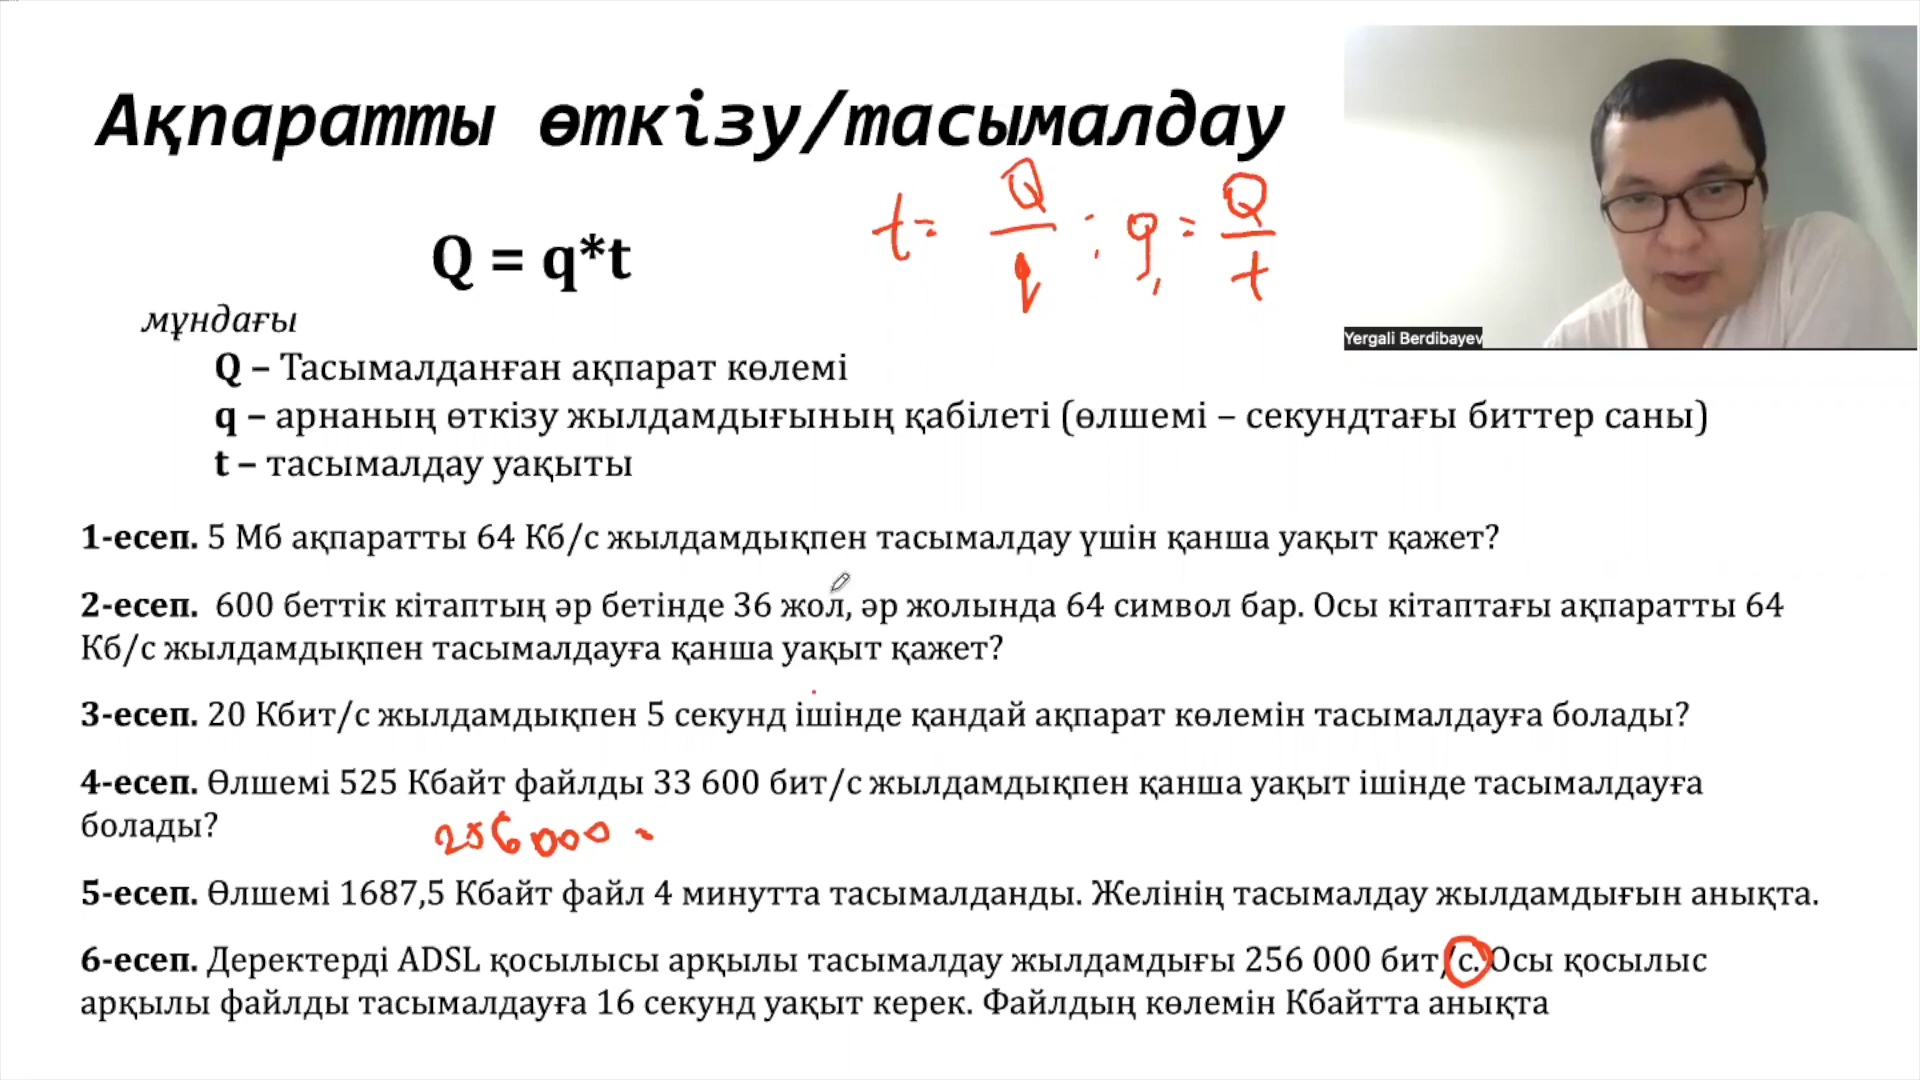 Ақпаратты өткізу/тасымалдау
t = Q/q ; q = Q/t
Q = q*t
мұндағы
Yergali Berdibayev
Q – Тасымалданған ақпарат көлемі
q – арнаның өткізу жылдамдығының қабілеті (өлшемі – секундтағы биттер саны)
t – тасымалдау уақыты
1-есеп. 5 Мб ақпаратты 64 Кб/с жылдамдықпен тасымалдау үшін қанша уақыт қажет?
2-есеп. 600 беттік кітаптың әр бетінде 36 жол, әр жолында 64 символ бар. Осы кітаптағы ақпаратты 64
Кб/с жылдамдықпен тасымалдауға қанша уақыт қажет?
3-есеп. 20 Кбит/с жылдамдықпен 5 секунд ішінде қандай ақпарат көлемін тасымалдауға болады?
4-есеп. Өлшемі 525 Кбайт файлды 33 600 бит/с жылдамдықпен қанша уақыт ішінде тасымалдауға
болады?
256000
5-есеп. Өлшемі 1687,5 Кбайт файл 4 минутта тасымалданды. Желінің тасымалдау жылдамдығын анықта.
6-есеп. Деректерді ADSL қосылысы арқылы тасымалдау жылдамдығы 256 000 бит/с. Осы қосылыс
арқылы файлды тасымалдауға 16 секунд уақыт керек. Файлдың көлемін Кбайтта анықта